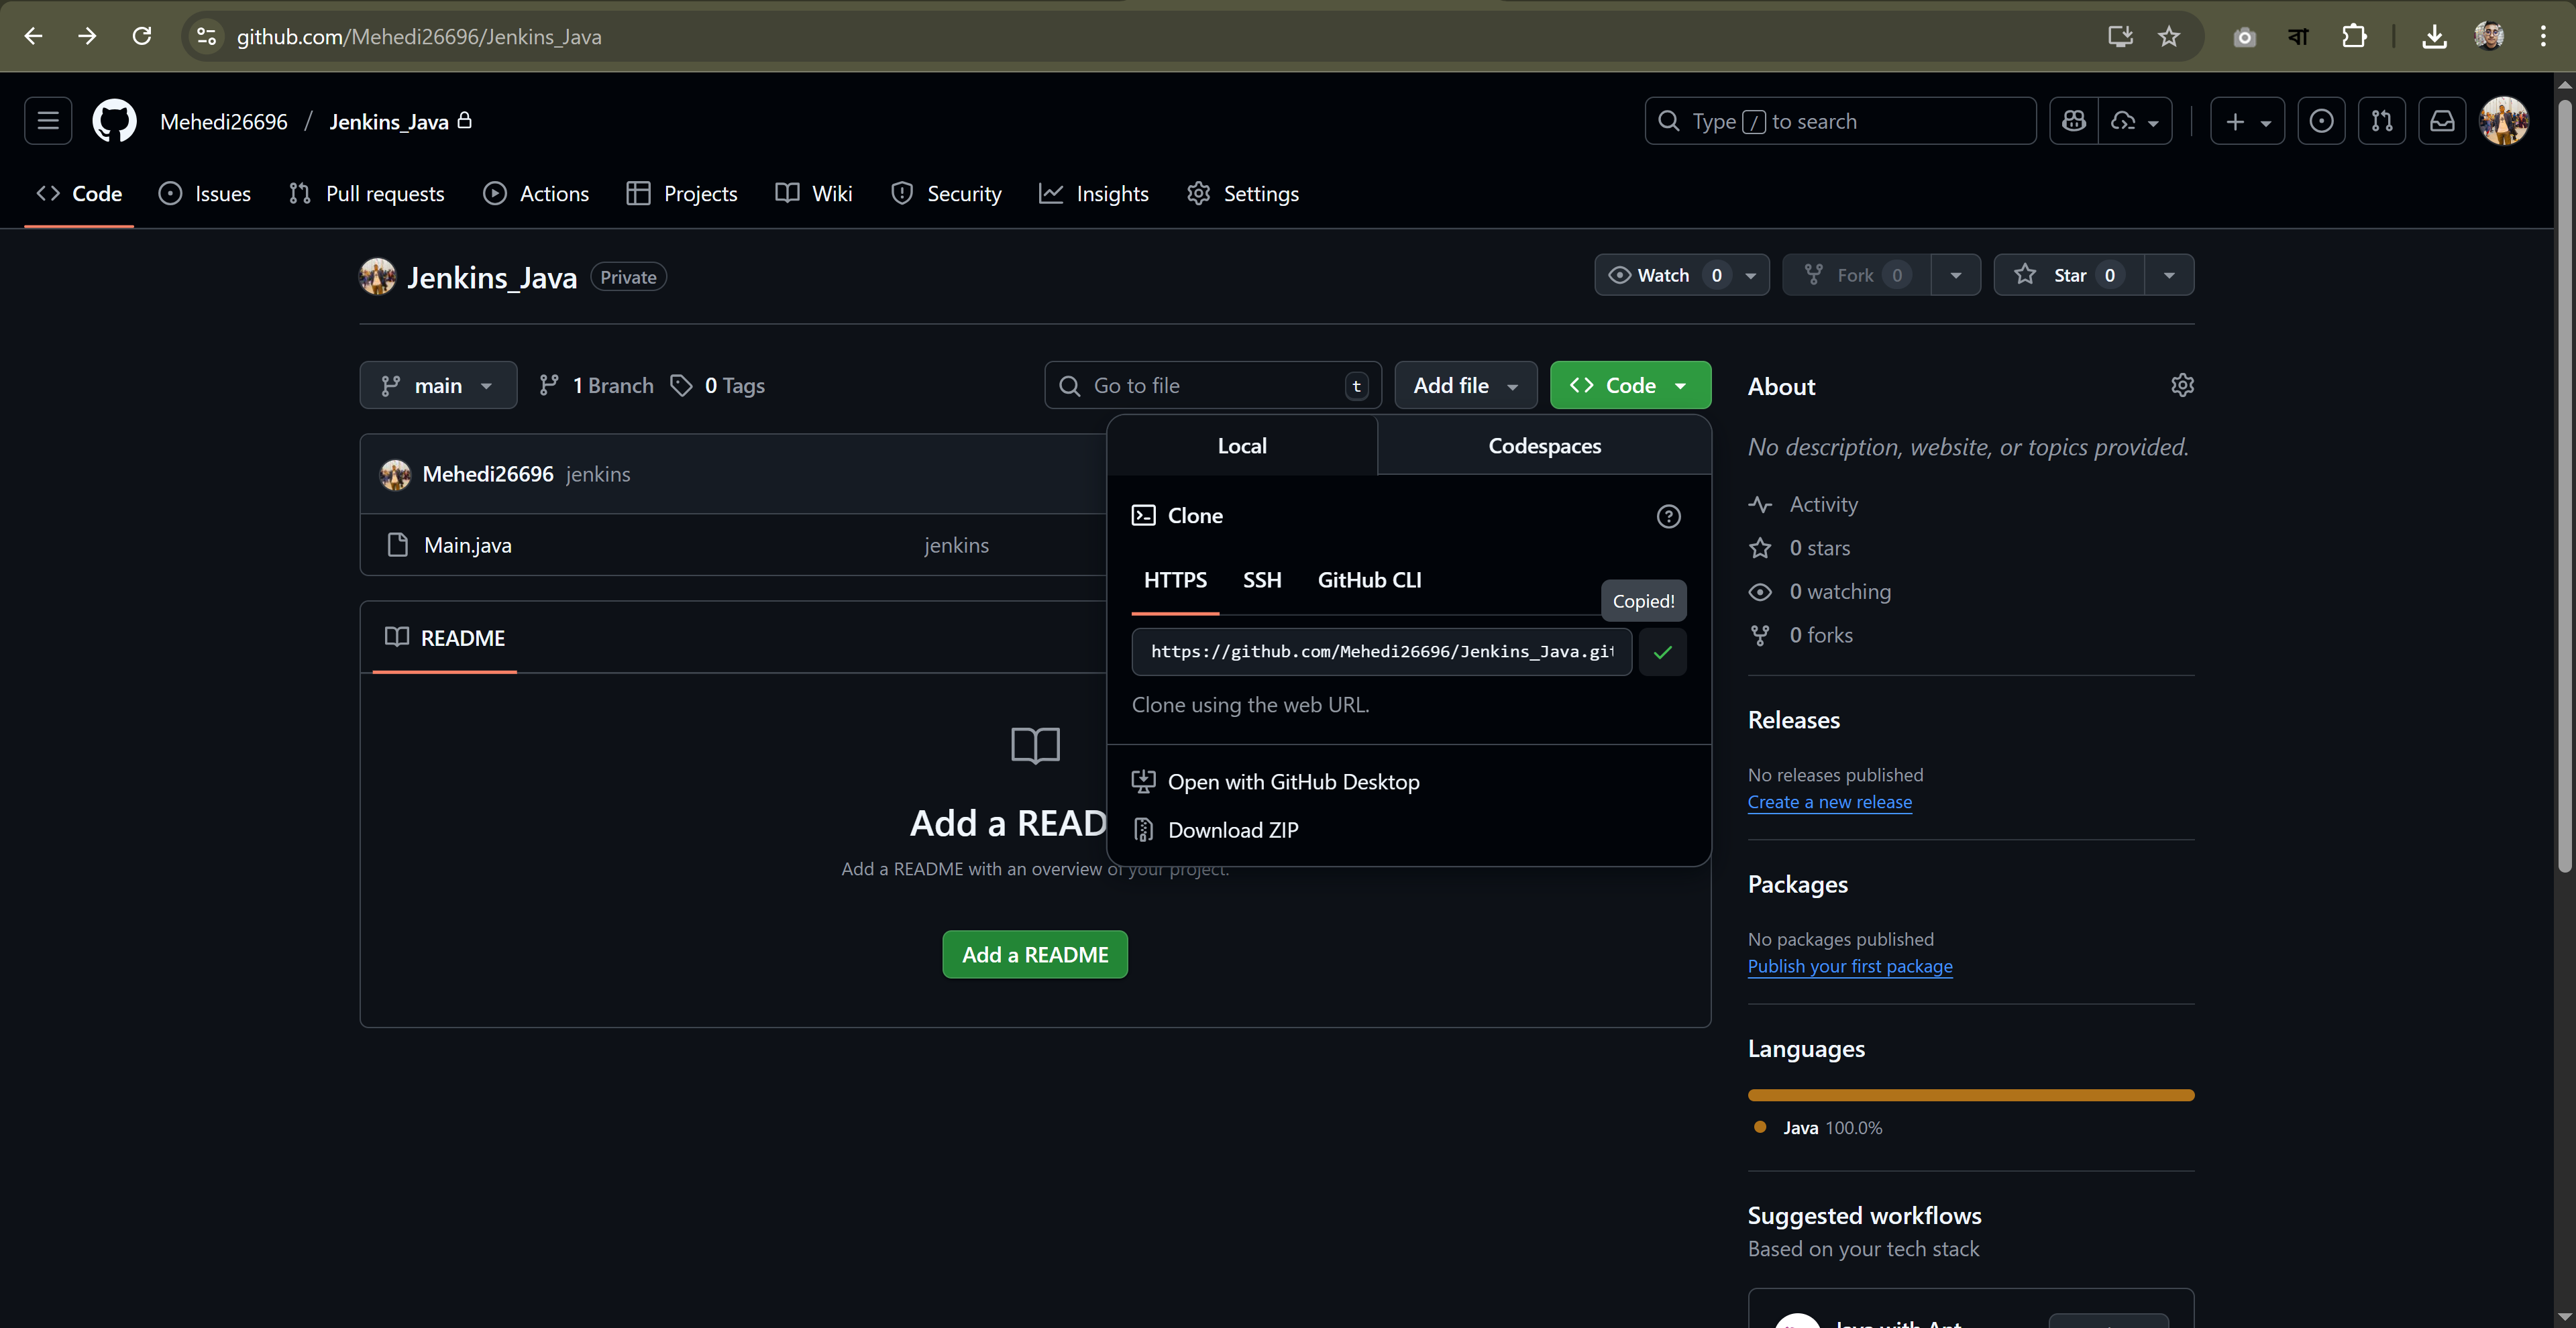 github.com/Mehedi26696/Jenkins_Java
বা
Mehedi26696 / Jenkins_Java
Type / to search
Code Issues Pull requests Actions Projects Wiki Security Insights Settings
Jenkins_Java Private
Watch 0 Fork 0 Star 0
main 1 Branch 0 Tags Go to file t Add file Code
Local Codespaces
Mehedi26696 jenkins
Main.java jenkins
Clone
HTTPS SSH GitHub CLI
Copied!
https://github.com/Mehedi26696/Jenkins_Java.git
Clone using the web URL.
Open with GitHub Desktop
Download ZIP
README
Add a READ
Add a README with an overview of your project.
Add a README
About
No description, website, or topics provided.
Activity
0 stars
0 watching
0 forks
Releases
No releases published
Create a new release
Packages
No packages published
Publish your first package
Languages
Java 100.0%
Suggested workflows
Based on your tech stack
Java with Ant